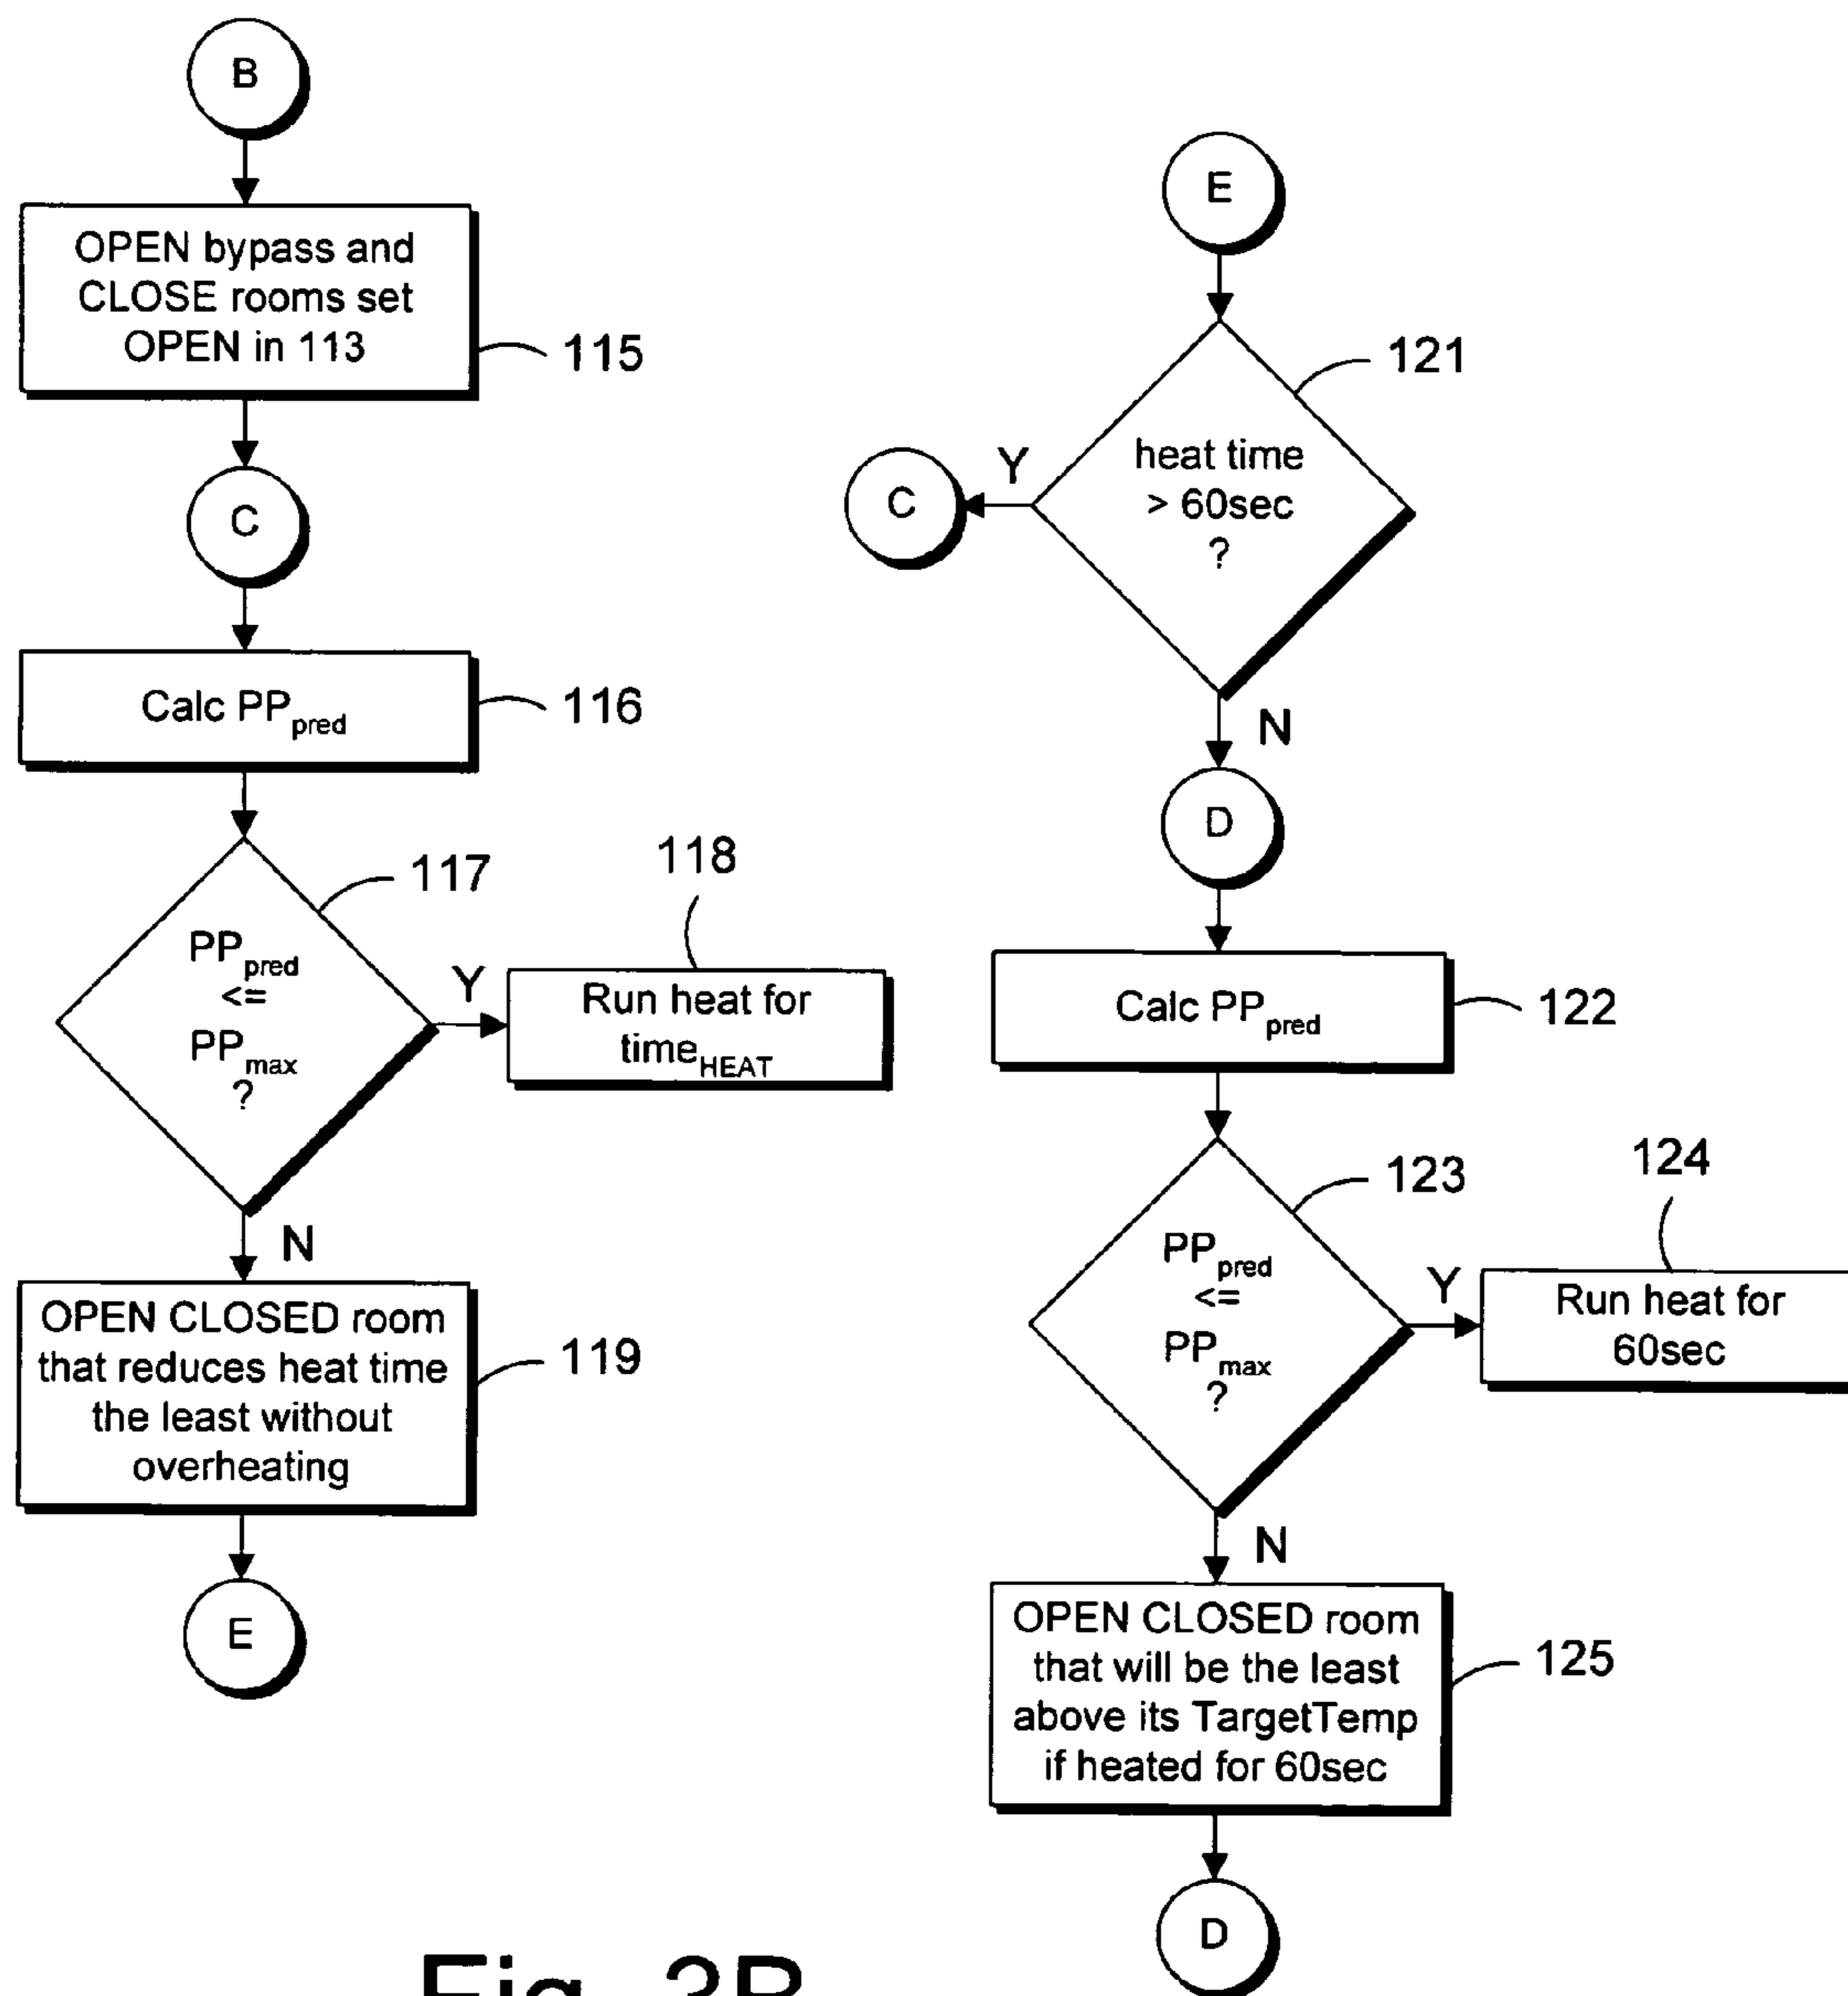 B
OPEN bypass and
CLOSE rooms set
OPEN in 113
115
C
Calc PPpred
116
117
PPpred
<=
PPmax
?
Y
118
Run heat for
timeHEAT
N
OPEN CLOSED room
that reduces heat time
the least without
overheating
119
E
E
121
heat time
> 60sec
?
Y
C
N
D
Calc PPpred
122
123
PPpred
<=
PPmax
?
Y
124
Run heat for
60sec
N
OPEN CLOSED room
that will be the least
above its TargetTemp
if heated for 60sec
125
D